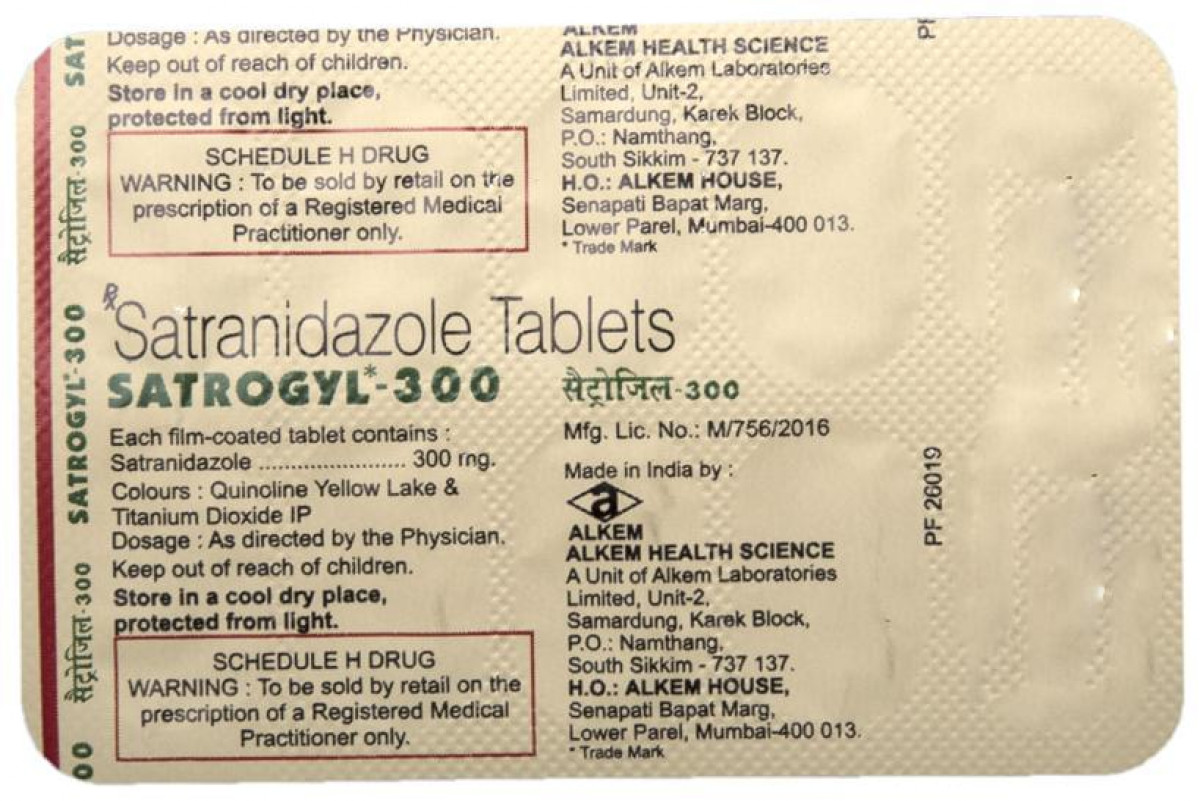 Dosage : As directed by the Physician.
Keep out of reach of children.
Store in a cool dry place,
protected from light.
SCHEDULE H DRUG
WARNING : To be sold by retail on the
prescription of a Registered Medical
Practitioner only.
ALKEM
ALKEM HEALTH SCIENCE
A Unit of Alkem Laboratories
Limited, Unit-2,
Samardung, Karek Block,
P.O.: Namthang,
South Sikkim - 737 137.
H.O.: ALKEM HOUSE,
Senapati Bapat Marg,
Lower Parel, Mumbai-400 013.
* Trade Mark
℞ Satranidazole Tablets
SATROGYL*-300
सैट्रोजिल-300
Each film-coated tablet contains :
Satranidazole ....................... 300 mg.
Colours : Quinoline Yellow Lake &
Titanium Dioxide IP
Dosage : As directed by the Physician.
Keep out of reach of children.
Store in a cool dry place,
protected from light.
SCHEDULE H DRUG
WARNING : To be sold by retail on the
prescription of a Registered Medical
Practitioner only.
Mfg. Lic. No.: M/756/2016
Made in India by :
a
ALKEM
ALKEM HEALTH SCIENCE
A Unit of Alkem Laboratories
Limited, Unit-2,
Samardung, Karek Block,
P.O.: Namthang,
South Sikkim - 737 137.
H.O.: ALKEM HOUSE,
Senapati Bapat Marg,
Lower Parel, Mumbai-400 013.
* Trade Mark
00 सैट्रोजिल-300 SATROGYL*-300 सैट्रोजिल-300 SAT
PF 26019
PF